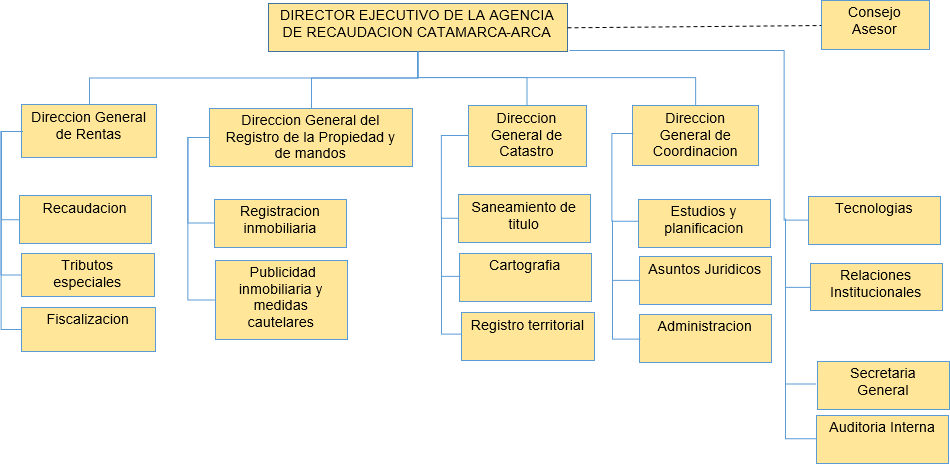 DIRECTOR EJECUTIVO DE LA AGENCIA
DE RECAUDACION CATAMARCA-ARCA
Consejo
Asesor
Direccion General
de Rentas
Direccion General del
Registro de la Propiedad y
de mandos
Direccion
General de
Catastro
Direccion
General de
Coordinacion
Recaudacion
Tributos
especiales
Fiscalizacion
Registracion
inmobiliaria
Publicidad
inmobiliaria y
medidas
cautelares
Saneamiento de
titulo
Cartografia
Registro territorial
Estudios y
planificacion
Asuntos Juridicos
Administracion
Tecnologias
Relaciones
Institucionales
Secretaria
General
Auditoria Interna